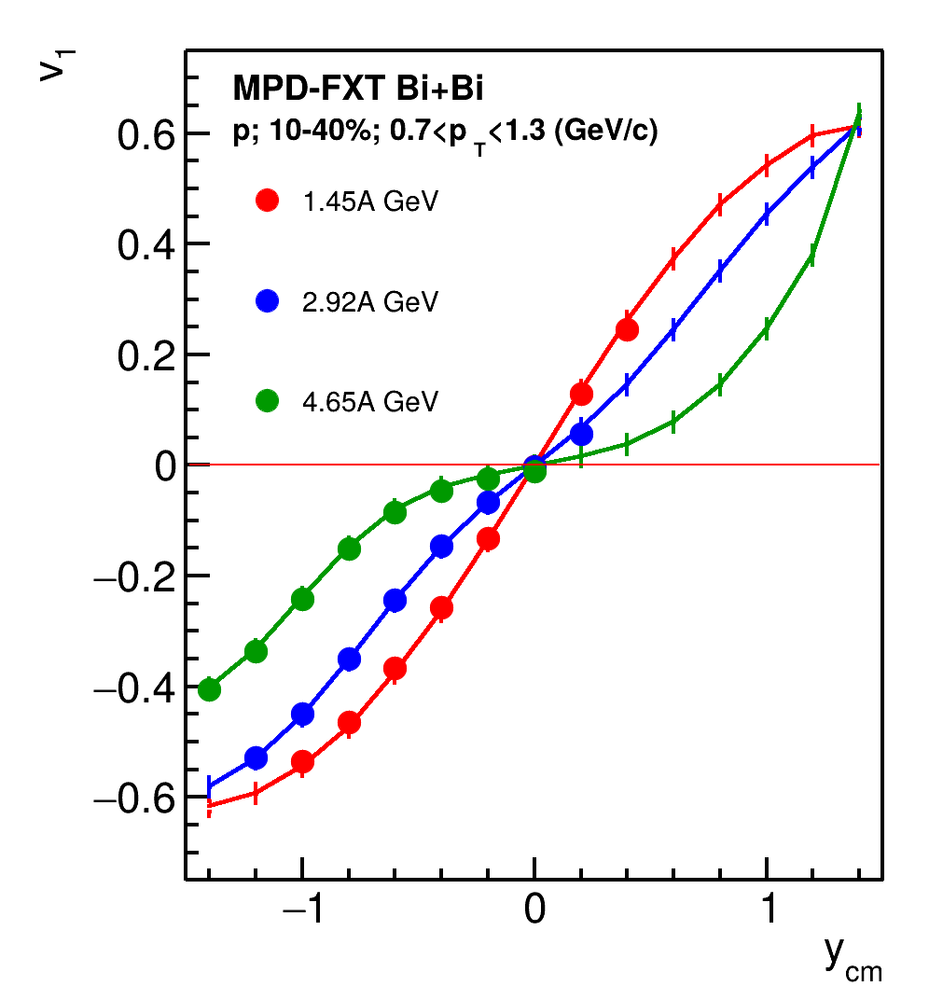 v1
MPD-FXT Bi+Bi
p; 10-40%; 0.7<pT<1.3 (GeV/c)
1.45A GeV
2.92A GeV
4.65A GeV
0.6
0.4
0.2
0
−0.2
−0.4
−0.6
−1 0 1
ycm